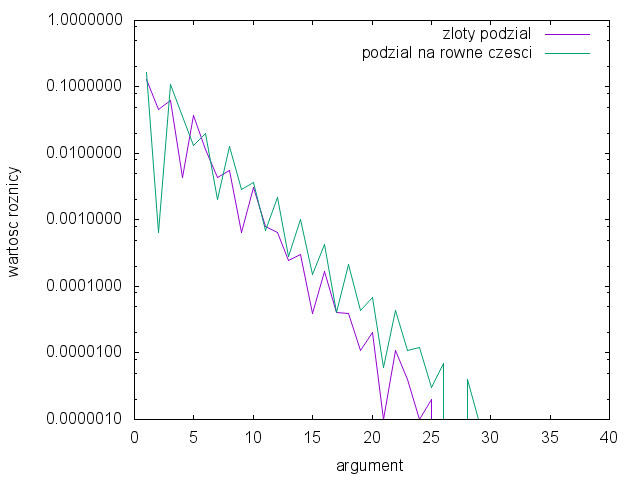 1.0000000
zloty podzial
podzial na rowne czesci
0.1000000
0.0100000
0.0010000
0.0001000
0.0000100
0.0000010
wartosc roznicy
0 5 10 15 20 25 30 35 40
argument